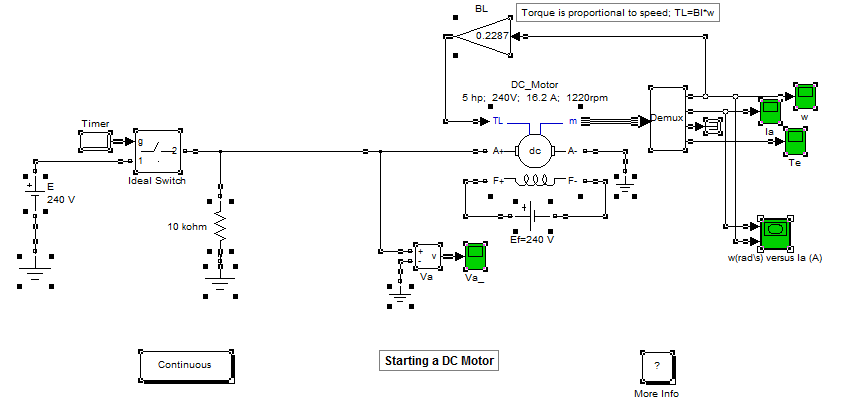 BL
Torque is proportional to speed; TL=Bl*w
0.2287
DC_Motor
5 hp; 240V; 16.2 A; 1220rpm
TL
m
Demux
w
Ia
Te
Timer
g
1
2
Ideal Switch
A+
dc
A-
F+
F-
+
E
240 V
+
Ef=240 V
10 kohm
+
-
v
Va
Va_
w(rad\s) versus Ia (A)
Continuous
Starting a DC Motor
?
More Info